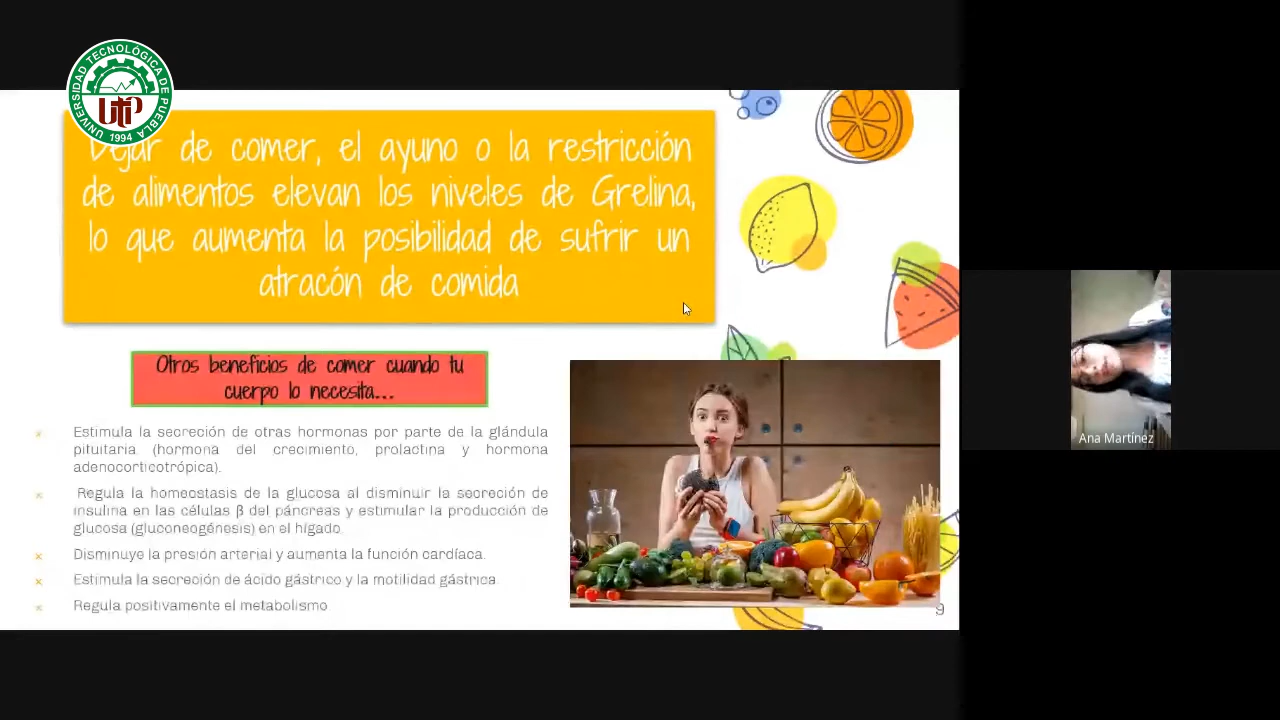 UNIVERSIDAD TECNOLÓGICA DE PUEBLA
UTP
1994
Dejar de comer, el ayuno o la restricción
de alimentos elevan los niveles de Grelina,
lo que aumenta la posibilidad de sufrir un
atracón de comida
Otros beneficios de comer cuando tu
cuerpo lo necesita...
Estimula la secreción de otras hormonas por parte de la glándula
pituitaria (hormona del crecimiento, prolactina y hormona
adenocorticotrópica).
Regula la homeostasis de la glucosa al disminuir la secreción de
insulina en las células β del páncreas y estimular la producción de
glucosa (gluconeogénesis) en el hígado.
Disminuye la presión arterial y aumenta la función cardíaca.
Estimula la secreción de ácido gástrico y la motilidad gástrica.
Regula positivamente el metabolismo
9
Ana Martínez